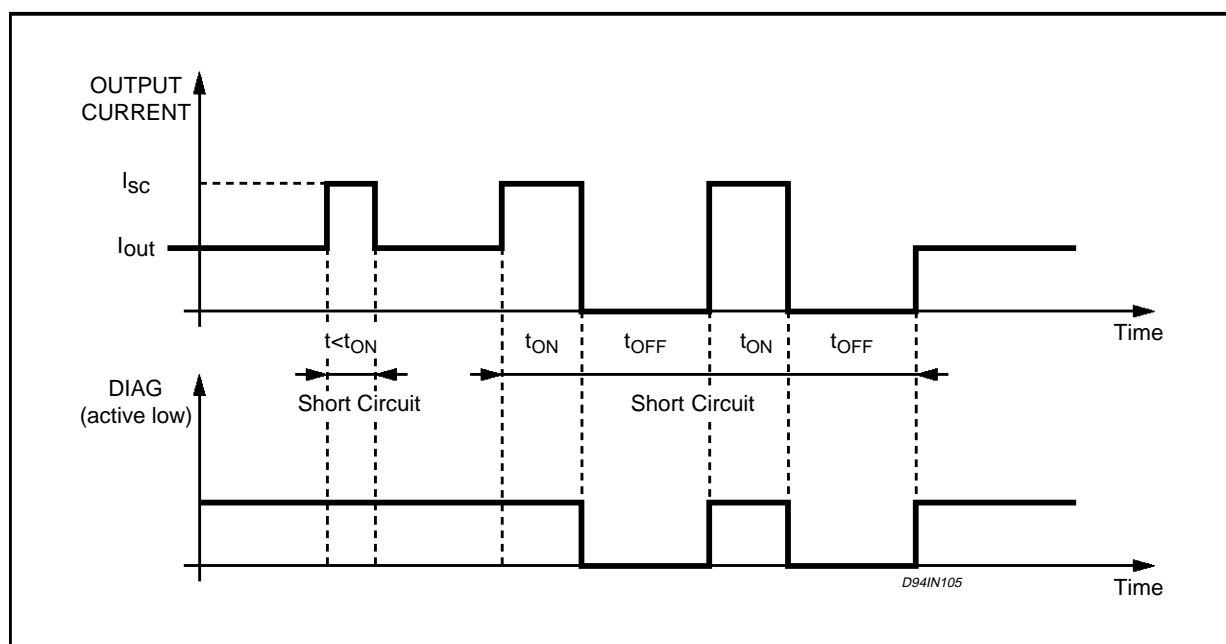 OUTPUT
CURRENT
Isc
Iout
Time
t<tON
tON
tOFF
tON
tOFF
DIAG
(active low)
Short Circuit
Short Circuit
D94IN105
Time